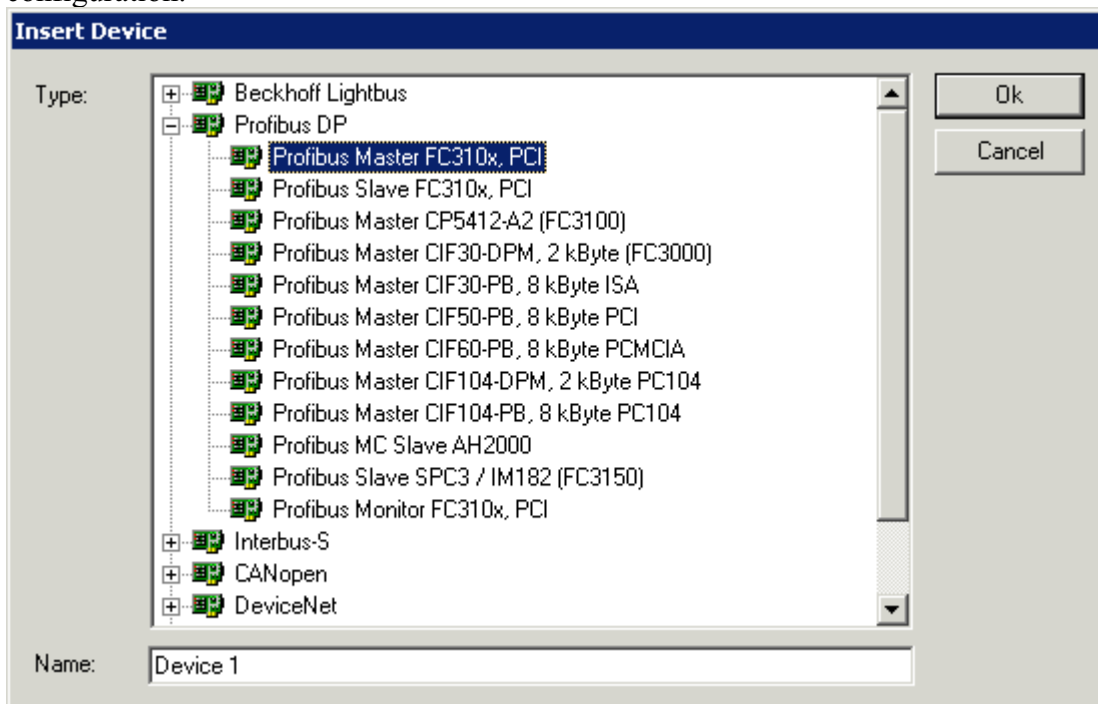 configuration.
Insert Device
Type:
Beckhoff Lightbus
Ok
Profibus DP
Profibus Master FC310x, PCI
Cancel
Profibus Slave FC310x, PCI
Profibus Master CP5412-A2 (FC3100)
Profibus Master CIF30-DPM, 2 kByte (FC3000)
Profibus Master CIF30-PB, 8 kByte ISA
Profibus Master CIF50-PB, 8 kByte PCI
Profibus Master CIF60-PB, 8 kByte PCMCIA
Profibus Master CIF104-DPM, 2 kByte PC104
Profibus Master CIF104-PB, 8 kByte PC104
Profibus MC Slave AH2000
Profibus Slave SPC3 / IM182 (FC3150)
Profibus Monitor FC310x, PCI
Interbus-S
CANopen
DeviceNet
Name:
Device 1